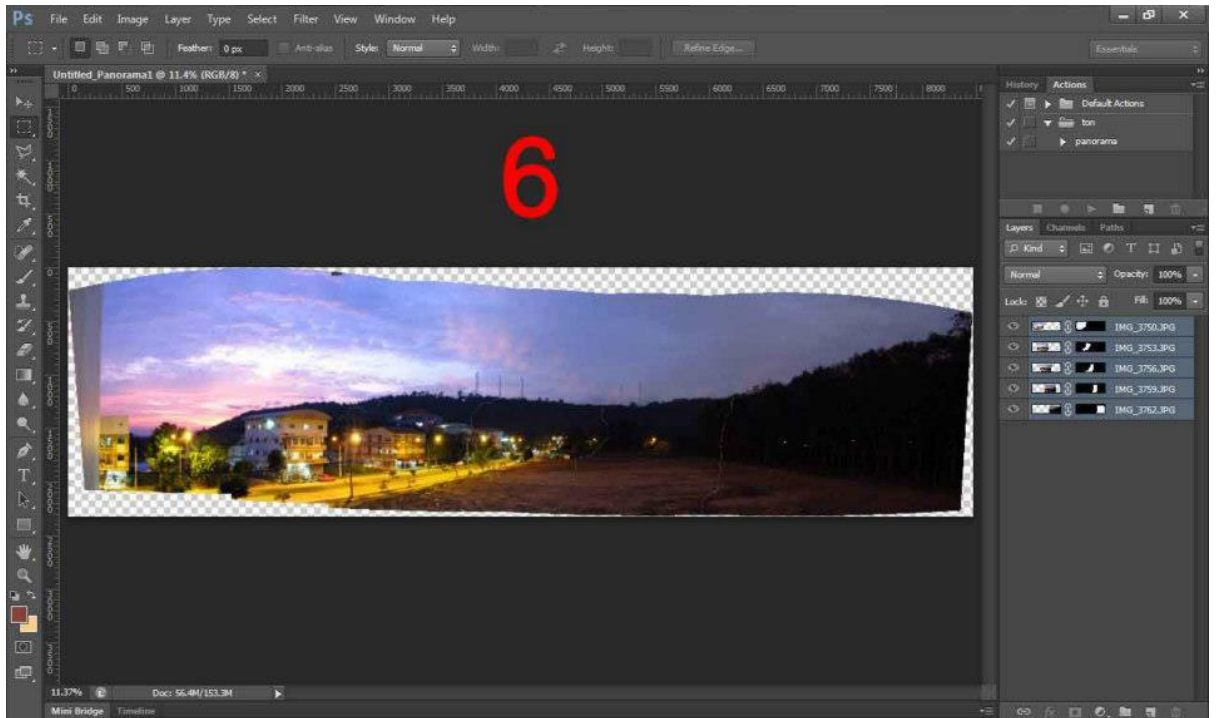 Ps File Edit Image Layer Type Select Filter View Window Help
Feather: 0 px Anti-alias Style: Normal Width: Height: Refine Edge... Essentials
Untitled_Panorama1 @ 11.4% (RGB/8) * ×
0 500 1000 1500 2000 2500 3000 3500 4000 4500 5000 5500 6000 6500 7000 7500 8000
6
History Actions
Default Actions
ton
panorama
Layers Channels Paths
Kind
Normal Opacity: 100%
Lock: Fill: 100%
IMG_3750.JPG
IMG_3753.JPG
IMG_3756.JPG
IMG_3759.JPG
IMG_3762.JPG
11.37% Doc: 56.4M/153.3M
Mini Bridge Timeline